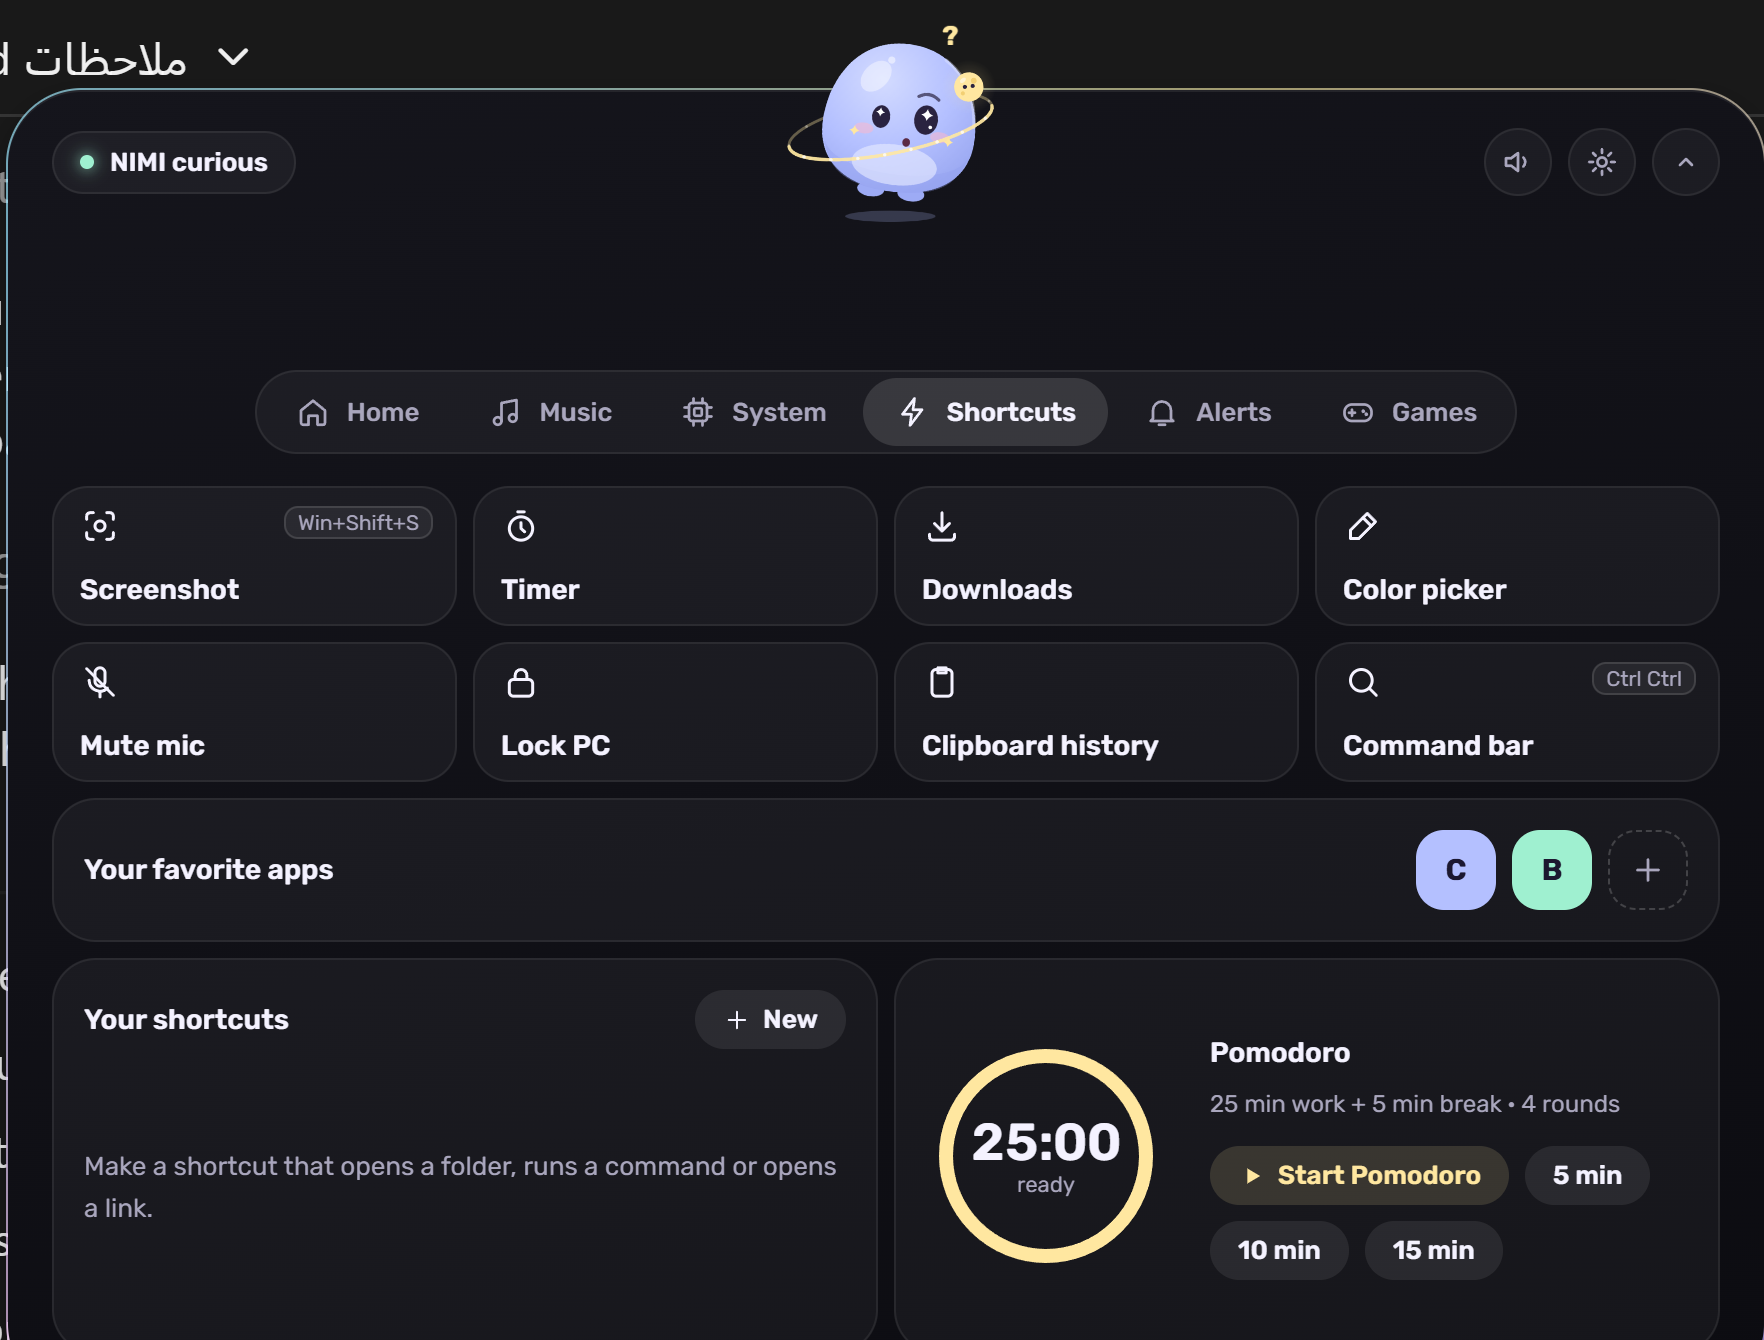 ملاحظات
?
NIMI curious
Home Music System Shortcuts Alerts Games
Win+Shift+S
Screenshot Timer Downloads Color picker
Ctrl Ctrl
Mute mic Lock PC Clipboard history Command bar
Your favorite apps C B
Your shortcuts
New
Make a shortcut that opens a folder, runs a command or opens
a link.
25:00
ready
Pomodoro
25 min work + 5 min break • 4 rounds
Start Pomodoro 5 min
10 min 15 min